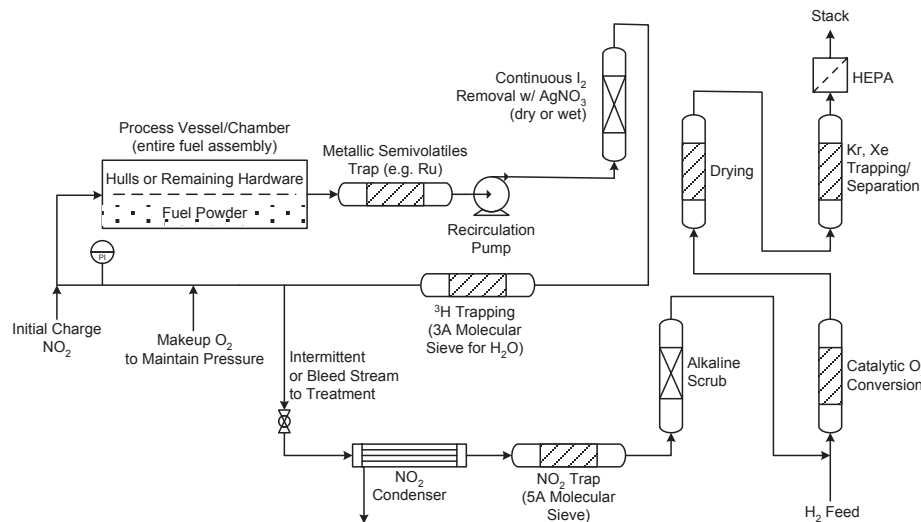 Stack
HEPA
Continuous I2
Removal w/ AgNO3
(dry or wet)
Process Vessel/Chamber
(entire fuel assembly)
Metallic Semivolatiles
Trap (e.g. Ru)
Hulls or Remaining Hardware
Fuel Powder
Recirculation
Pump
Drying
Kr, Xe
Trapping/
Separation
PI
Initial Charge
NO2
Makeup O2
to Maintain Pressure
3H Trapping
(3A Molecular
Sieve for H2O)
Intermittent
or Bleed Stream
to Treatment
Alkaline
Scrub
Catalytic O
Conversion
NO2
Condenser
NO2 Trap
(5A Molecular
Sieve)
H2 Feed